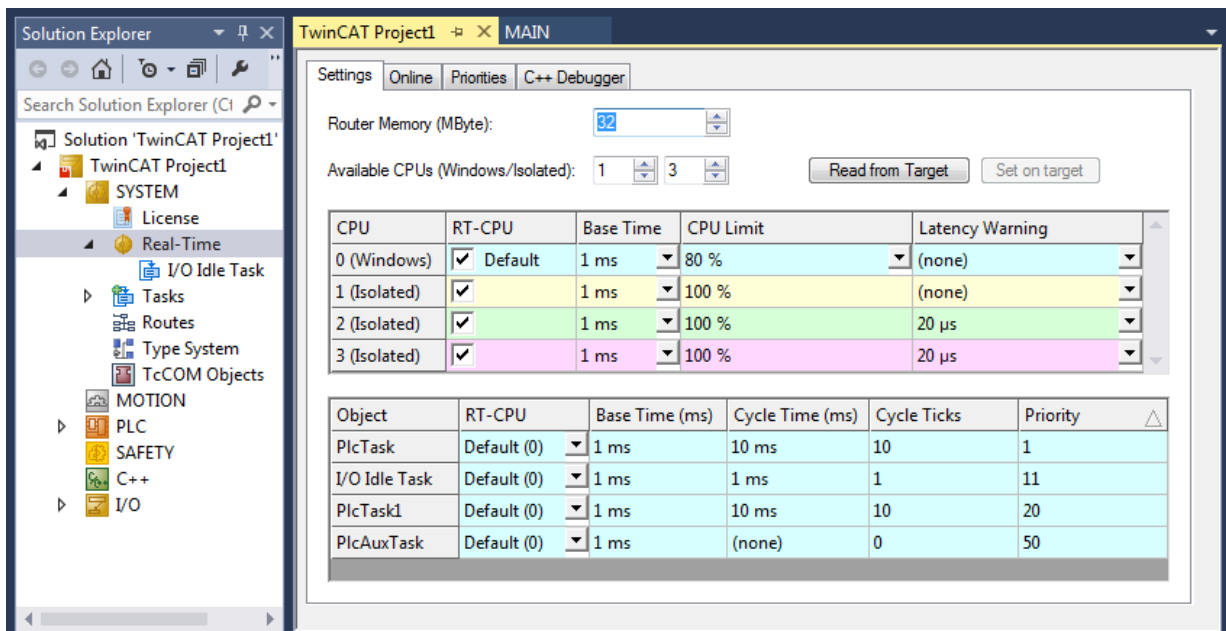 Solution Explorer
Search Solution Explorer (Ct
Solution 'TwinCAT Project1'
TwinCAT Project1
SYSTEM
License
Real-Time
I/O Idle Task
Tasks
Routes
Type System
TcCOM Objects
MOTION
PLC
SAFETY
C++
I/O
TwinCAT Project1 MAIN
Settings Online Priorities C++ Debugger
Router Memory (MByte): 32
Available CPUs (Windows/Isolated): 1 3 Read from Target Set on target
CPU RT-CPU Base Time CPU Limit Latency Warning
0 (Windows) Default 1 ms 80 % (none)
1 (Isolated) 1 ms 100 % (none)
2 (Isolated) 1 ms 100 % 20 µs
3 (Isolated) 1 ms 100 % 20 µs
Object RT-CPU Base Time (ms) Cycle Time (ms) Cycle Ticks Priority
PlcTask Default (0) 1 ms 10 ms 10 1
I/O Idle Task Default (0) 1 ms 1 ms 1 11
PlcTask1 Default (0) 1 ms 10 ms 10 20
PlcAuxTask Default (0) 1 ms (none) 0 50